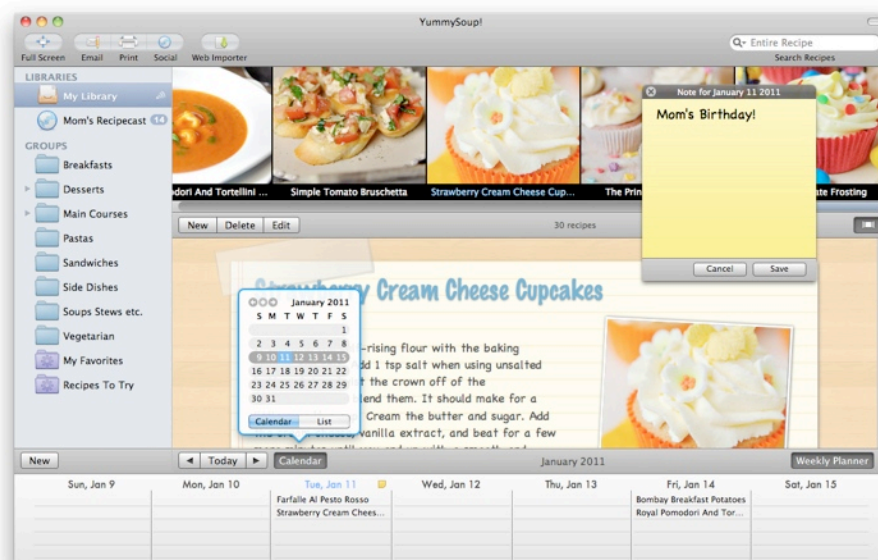 YummySoup!
Full Screen Email Print Social Web Importer
Entire Recipe
Search Recipes
LIBRARIES
My Library
Mom's Recipecast 14
GROUPS
Breakfasts
Desserts
Main Courses
Pastas
Sandwiches
Side Dishes
Soups Stews etc.
Vegetarian
My Favorites
Recipes To Try
odori And Tortellini ... Simple Tomato Bruschetta Strawberry Cream Cheese Cup... The Prin ate Frosting
Note for January 11 2011
Mom's Birthday!
Cancel Save
New Delete Edit
30 recipes
Strawberry Cream Cheese Cupcakes
January 2011
S M T W T F S
1
2 3 4 5 6 7 8
9 10 11 12 13 14 15
16 17 18 19 20 21 22
23 24 25 26 27 28 29
30 31
Calendar List
-rising flour with the baking
dd 1 tsp salt when using unsalted
t the crown off of the
lend them. It should make for a
Cream the butter and sugar. Add
vanilla extract, and beat for a few
New
Today Calendar
January 2011
Weekly Planner
Sun, Jan 9 Mon, Jan 10 Tue, Jan 11 Wed, Jan 12 Thu, Jan 13 Fri, Jan 14 Sat, Jan 15
Farfalle Al Pesto Rosso
Strawberry Cream Chees...
Bombay Breakfast Potatoes
Royal Pomodori And Tor...